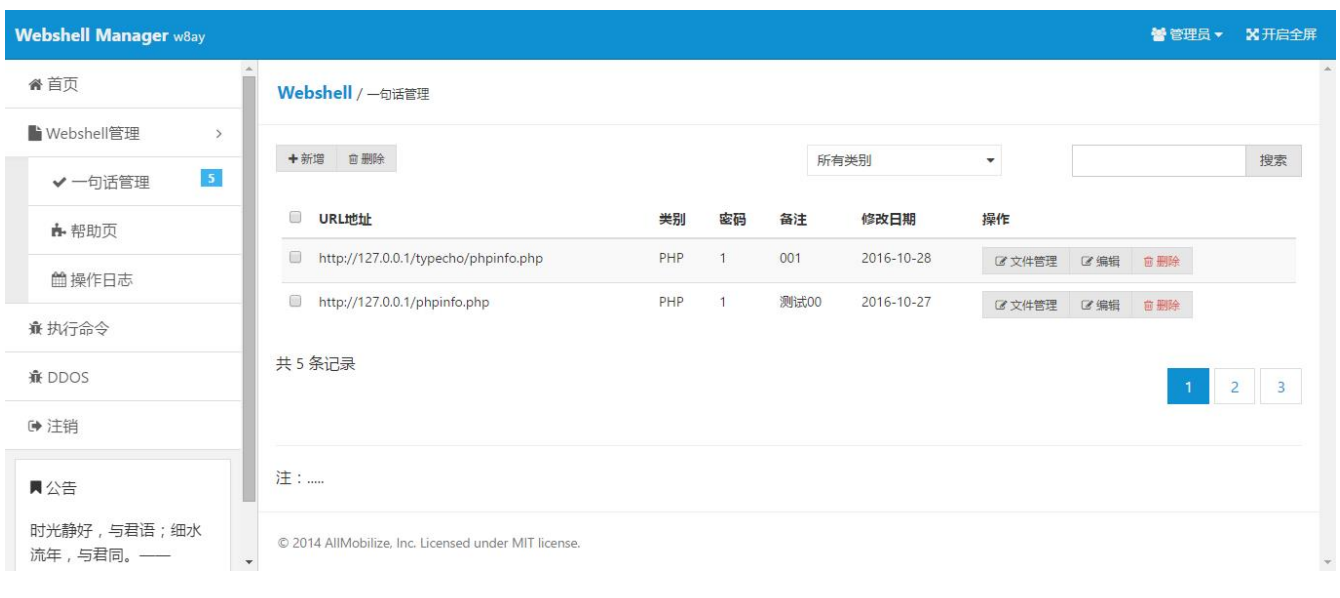 Webshell Manager w8ay
管理员 开启全屏
首页
Webshell管理
一句话管理 5
帮助页
操作日志
执行命令
DDOS
注销
公告
时光静好，与君语；细水
流年，与君同。——
Webshell / 一句话管理
新增 删除 所有类别 搜索
URL地址 类别 密码 备注 修改日期 操作
http://127.0.0.1/typecho/phpinfo.php PHP 1 001 2016-10-28 文件管理 编辑 删除
http://127.0.0.1/phpinfo.php PHP 1 测试00 2016-10-27 文件管理 编辑 删除
共 5 条记录
1 2 3
注：.....
© 2014 AllMobilize, Inc. Licensed under MIT license.